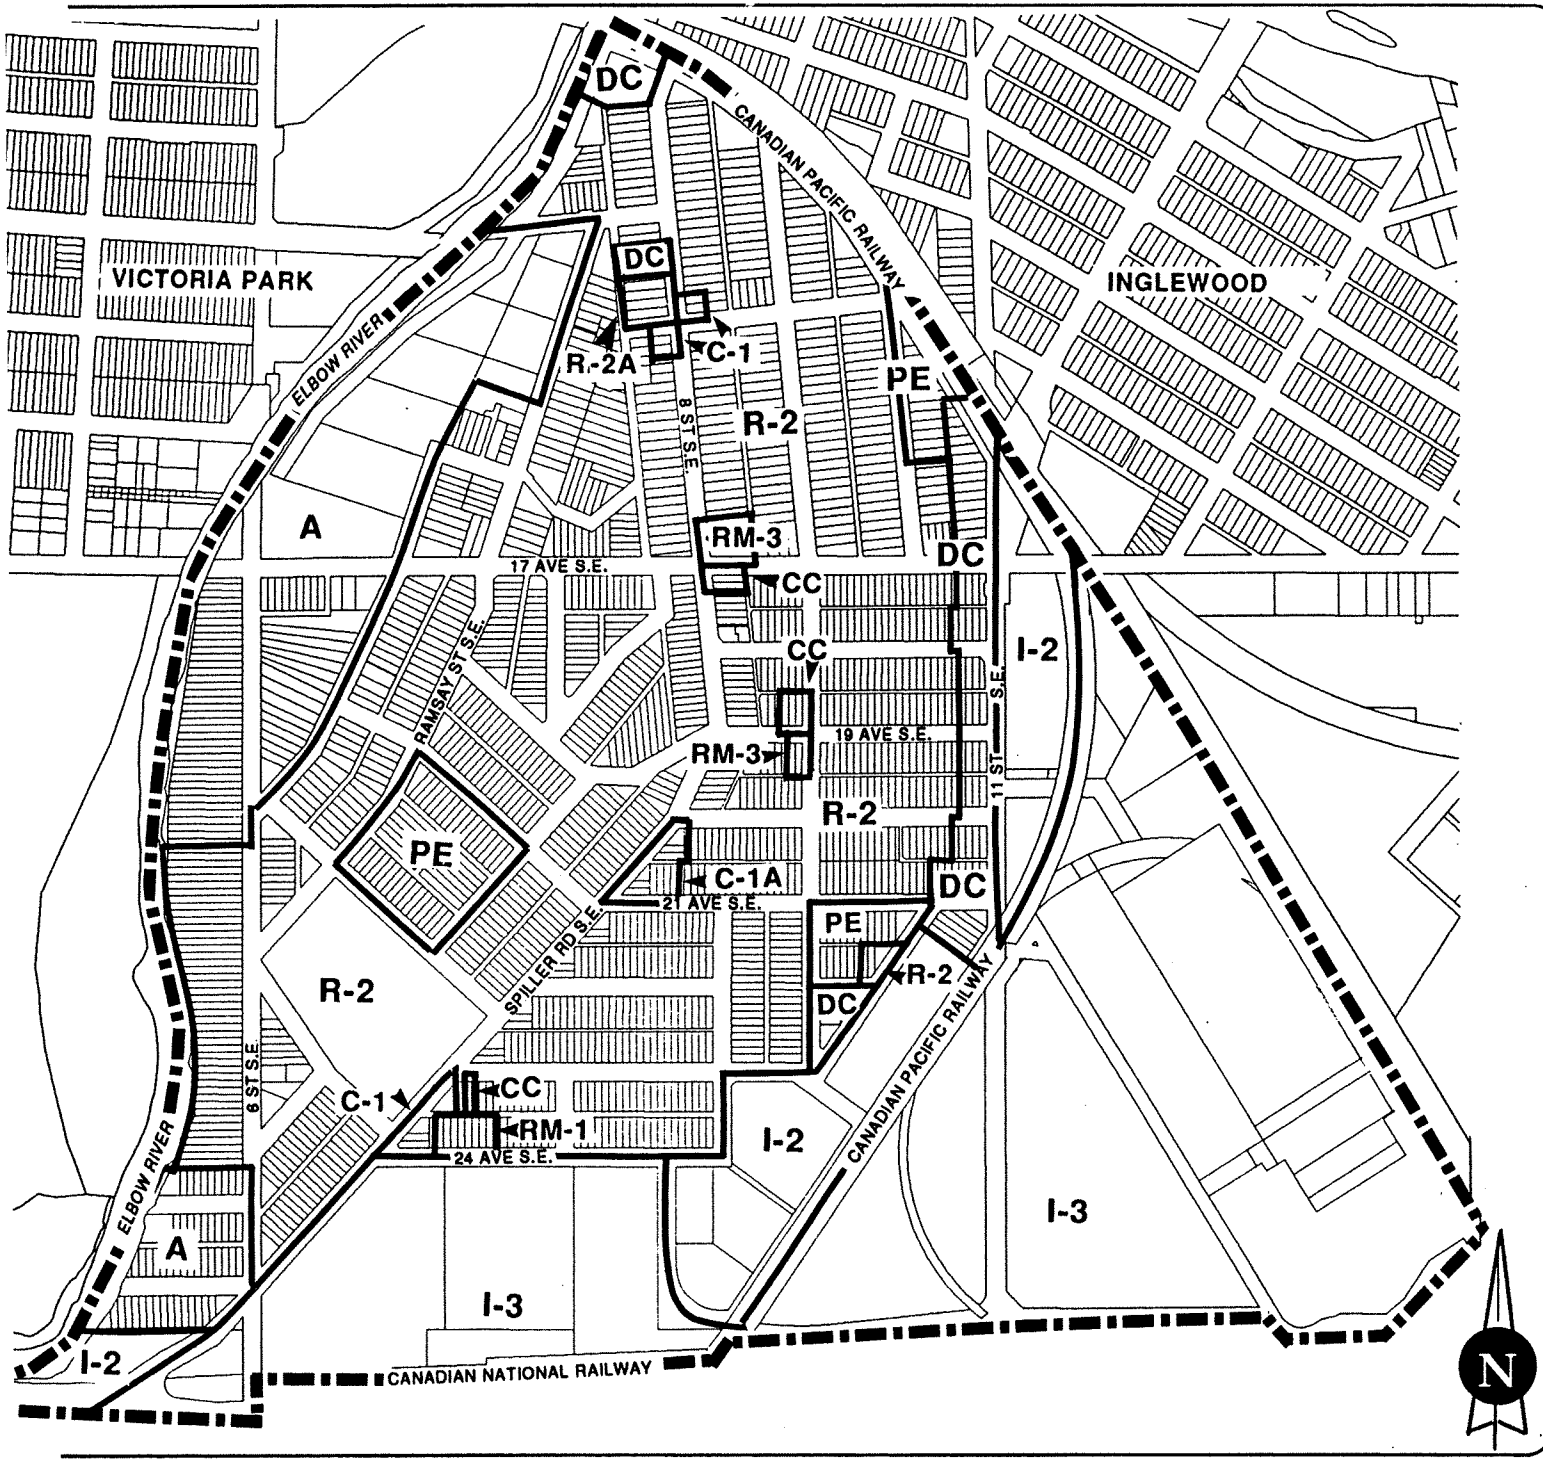 DC
CANADIAN PACIFIC RAILWAY
VICTORIA PARK
DC
INGLEWOOD
ELBOW RIVER
R-2A
C-1
PE
8 ST S.E.
R-2
A
RM-3
DC
17 AVE S.E.
CC
RAMSAY ST S.E.
CC
I-2
11 ST S.E.
19 AVE S.E.
RM-3
R-2
PE
C-1A
DC
21 AVE S.E.
PE
SPILLER RD S.E.
R-2
R-2
DC
CANADIAN PACIFIC RAILWAY
6 ST S.E.
C-1
CC
RM-1
I-2
24 AVE S.E.
ELBOW RIVER
I-3
A
I-3
I-2
CANADIAN NATIONAL RAILWAY
N